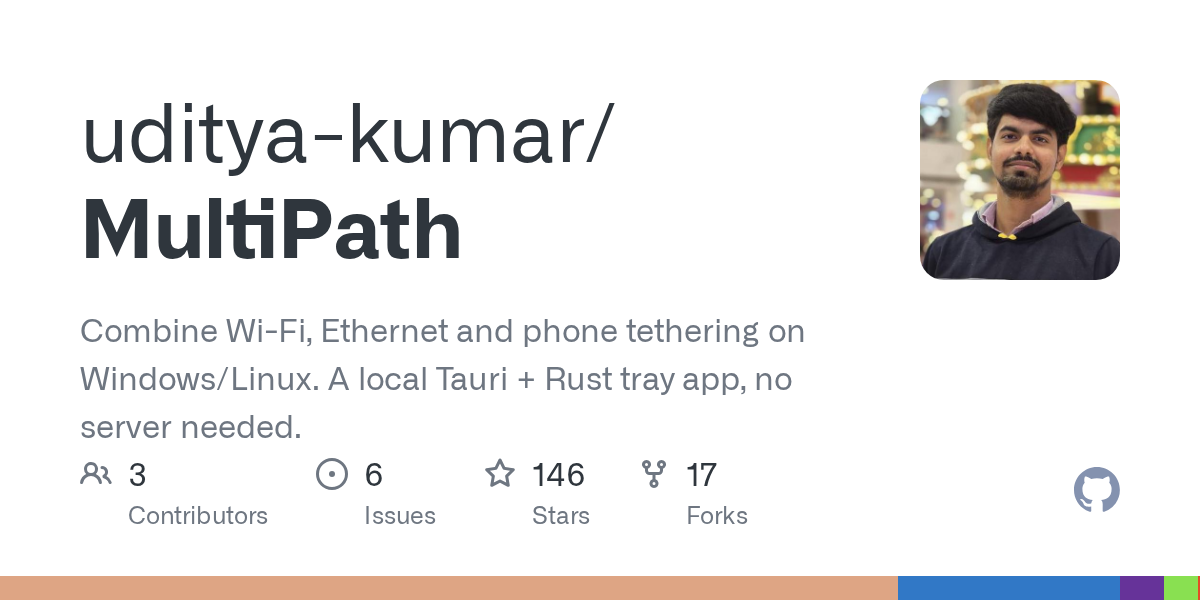 uditya-kumar/
MultiPath
Combine Wi-Fi, Ethernet and phone tethering on
Windows/Linux. A local Tauri + Rust tray app, no
server needed.
3 6 146 17
Contributors Issues Stars Forks